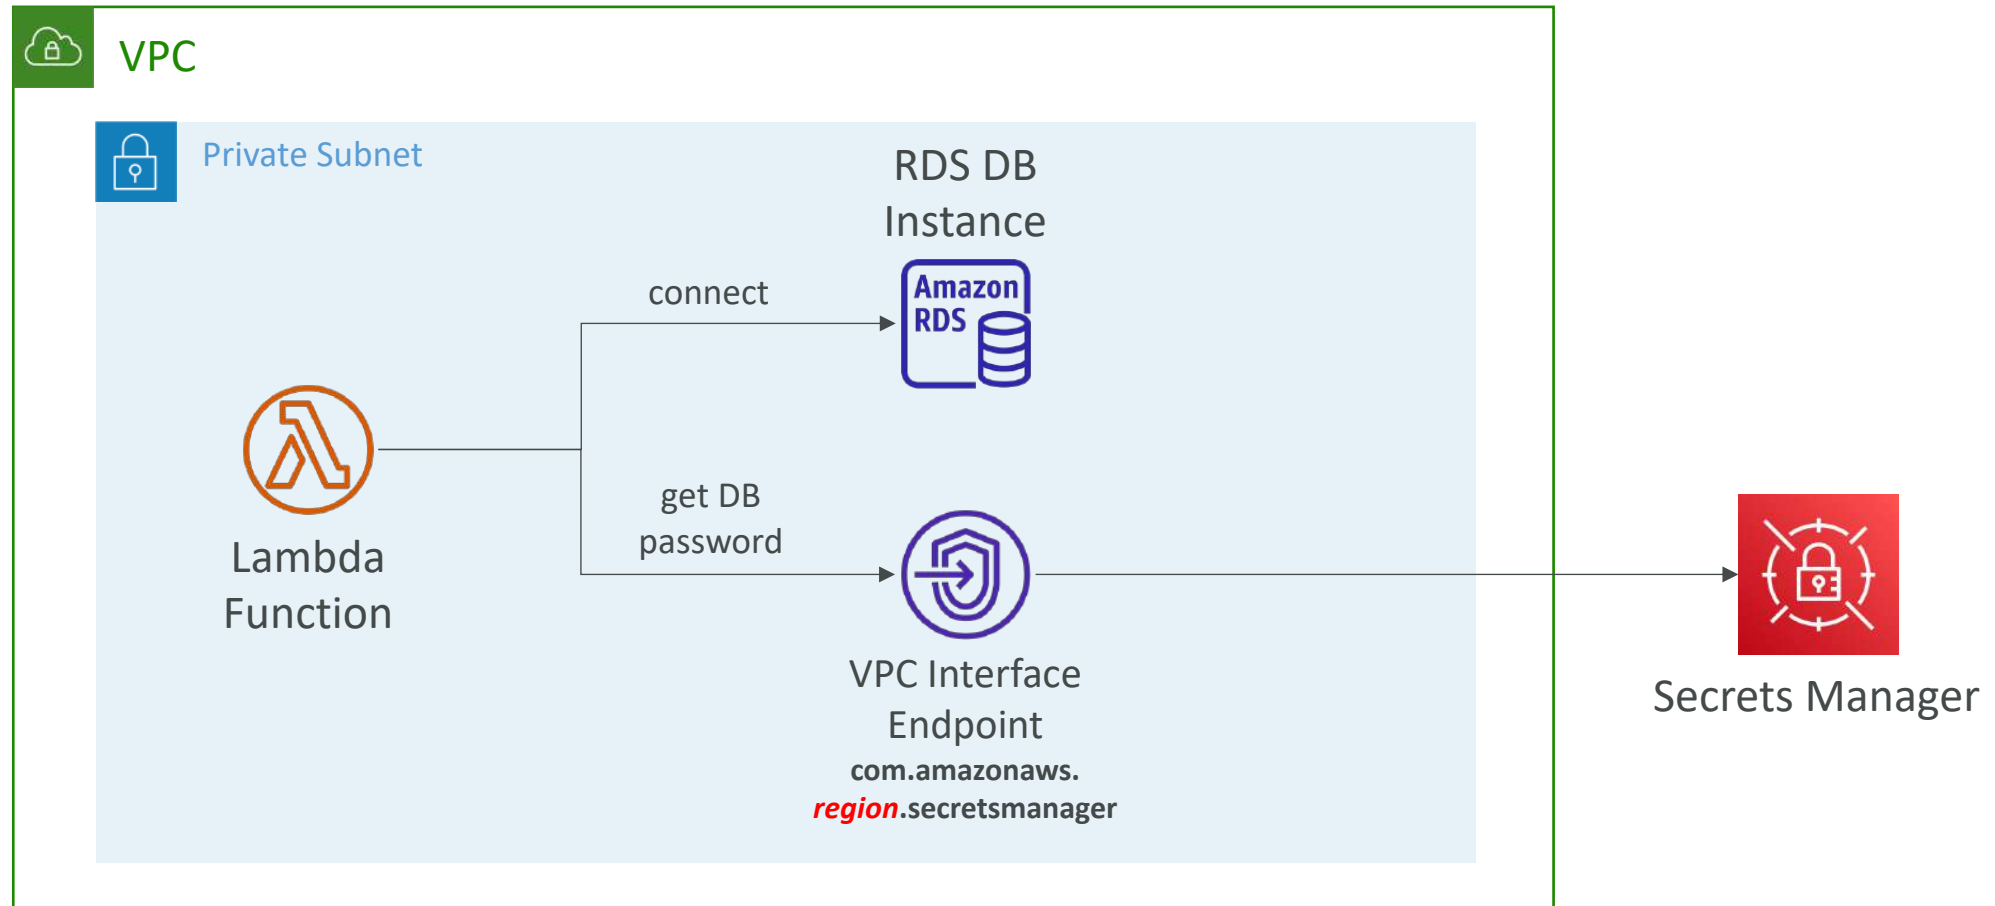 VPC
Private Subnet
RDS DB
Instance
Amazon
RDS
connect
get DB
password
Lambda
Function
VPC Interface
Endpoint
com.amazonaws.
region.secretsmanager
Secrets Manager